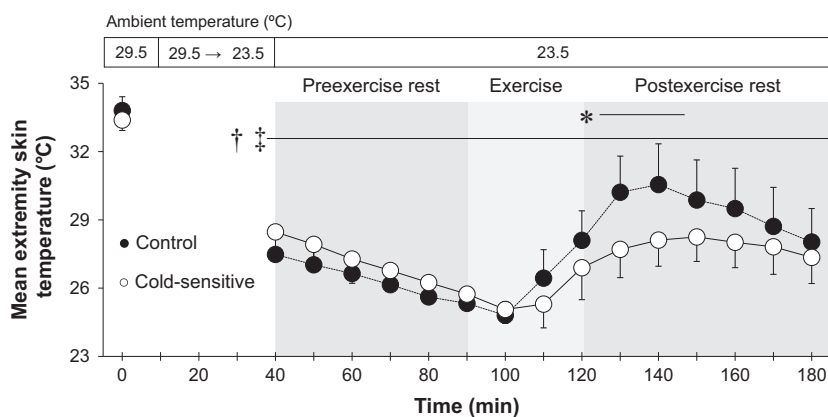 Ambient temperature (ºC)
29.5 29.5 → 23.5 23.5
Preexercise rest Exercise Postexercise rest
*
† ‡
Control
Cold-sensitive
Mean extremity skin
temperature (°C)
35
32
29
26
23
0 20 40 60 80 100 120 140 160 180
Time (min)